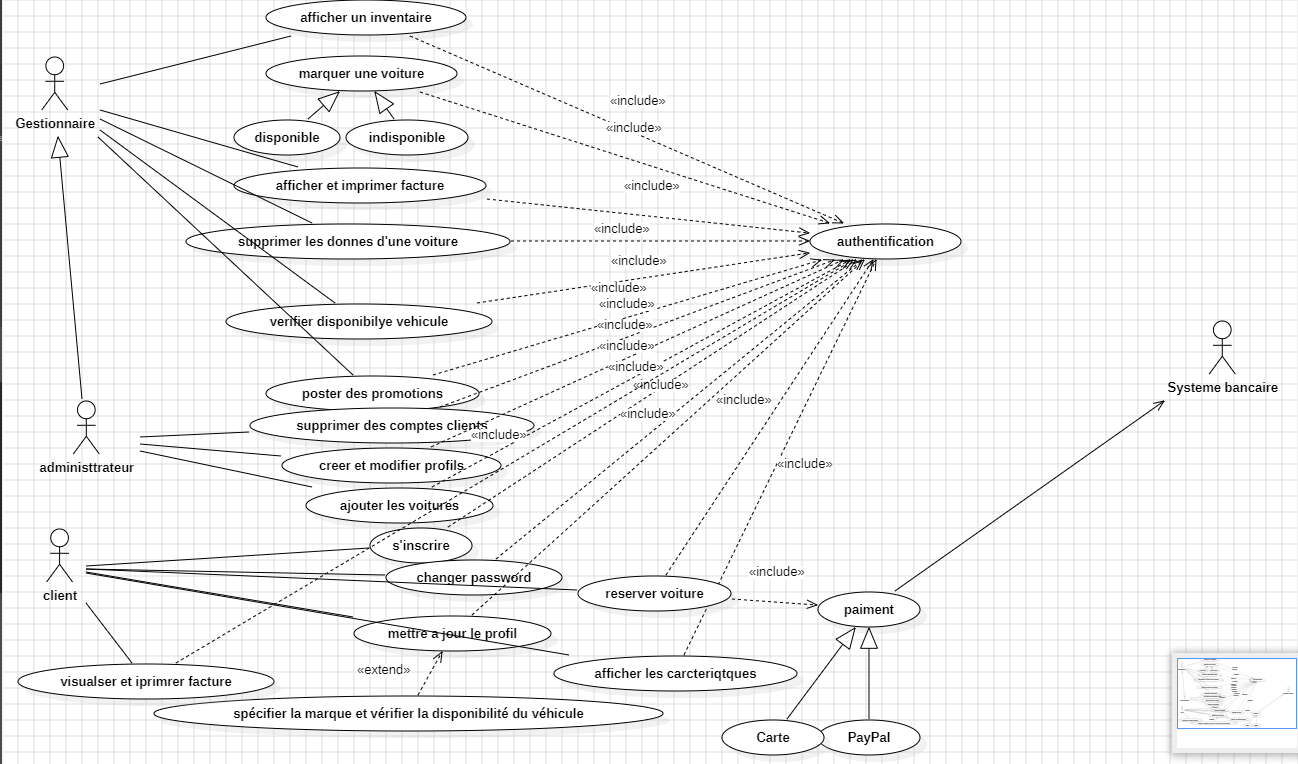 afficher un inventaire
marquer une voiture
Gestionnaire
«include»
«include»
disponible
indisponible
afficher et imprimer facture
«include»
supprimer les donnes d'une voiture
«include»
authentification
«include»
«include»
«include»
verifier disponibilye vehicule
«include»
«include»
«include»
«include»
Systeme bancaire
poster des promotions
«include»
«include»
supprimer des comptes clients
«include»
administtrateur
creer et modifier profils
«include»
ajouter les voitures
s'inscrire
changer password
«include»
client
reserver voiture
paiment
mettre a jour le profil
«extend»
afficher les carcteriqtques
visualser et iprimrer facture
spécifier la marque et vérifier la disponibilité du véhicule
Carte
PayPal